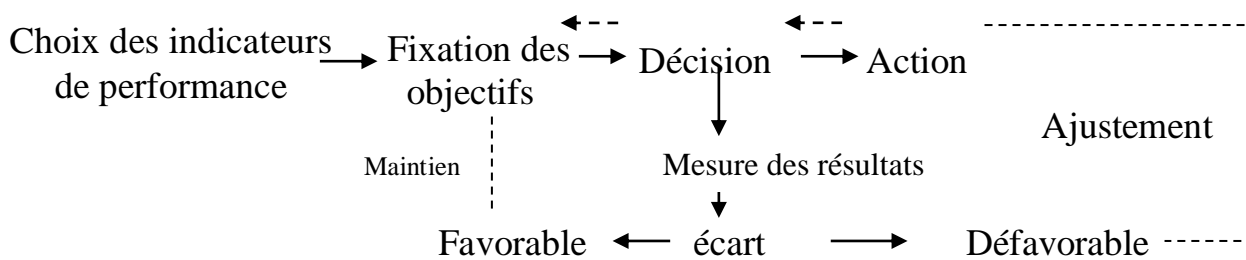 Choix des indicateurs
de performance
Fixation des
objectifs
Décision
Action
Ajustement
Maintien
Mesure des résultats
Favorable
écart
Défavorable